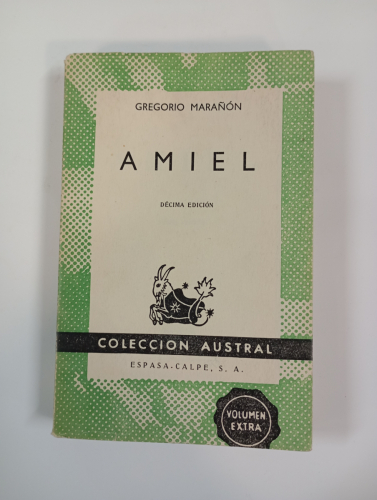 GREGORIO MARAÑÓN
AMIEL
DÉCIMA EDICIÓN
COLECCION AUSTRAL
ESPASA-CALPE, S. A.
VOLUMEN
EXTRA